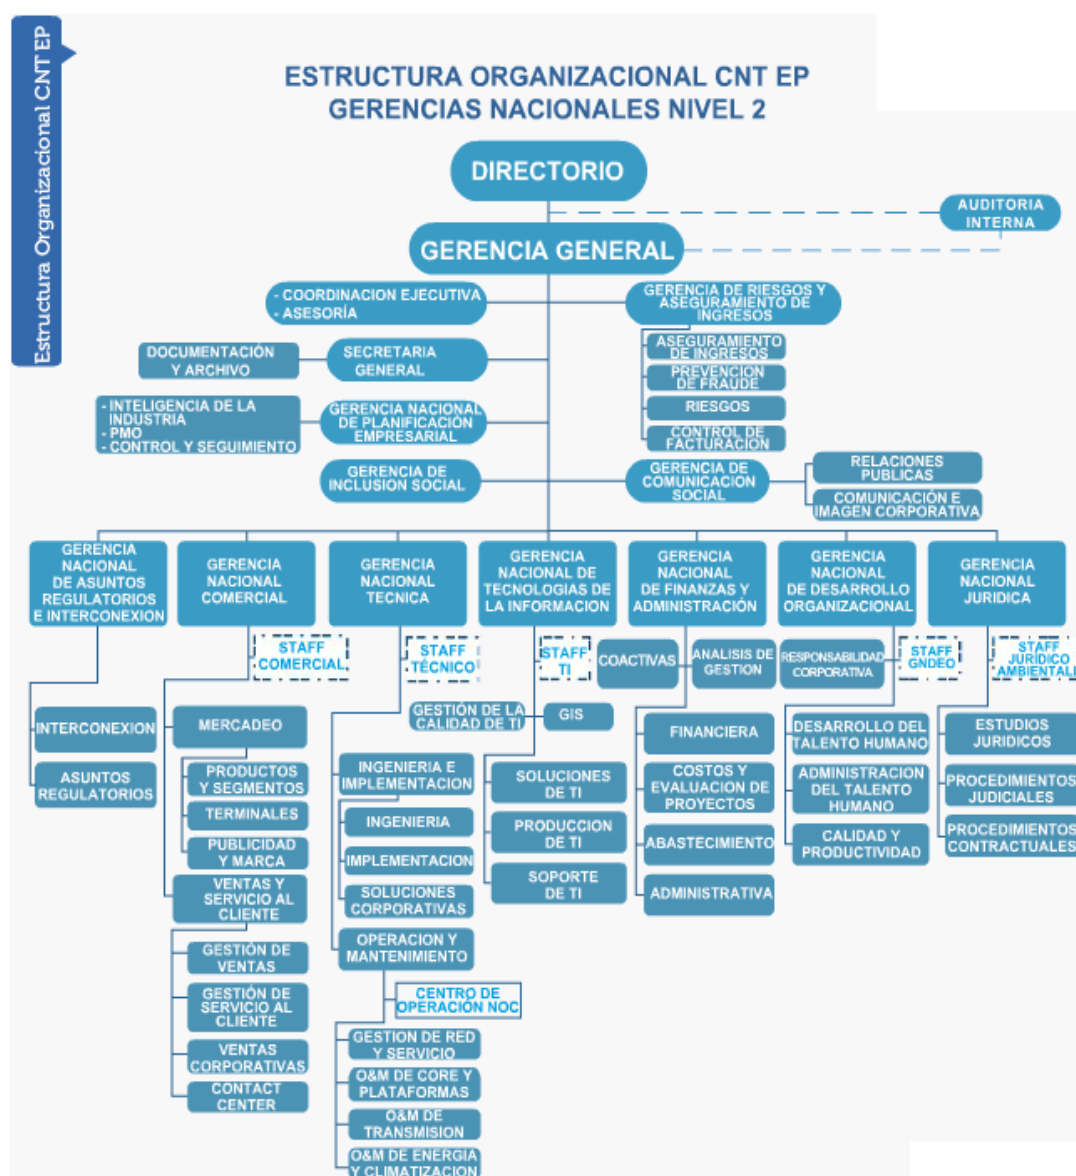 Estructura Organizacional CNT EP
ESTRUCTURA ORGANIZACIONAL CNT EP
GERENCIAS NACIONALES NIVEL 2
DIRECTORIO
AUDITORIA
INTERNA
GERENCIA GENERAL
- COORDINACION EJECUTIVA
- ASESORÍA
GERENCIA DE RIESGOS Y
ASEGURAMIENTO DE
INGRESOS
ASEGURAMIENTO
DE INGRESOS
PREVENCION
DE FRAUDE
RIESGOS
CONTROL DE
FACTURACION
DOCUMENTACIÓN
Y ARCHIVO
SECRETARIA
GENERAL
- INTELIGENCIA DE LA
INDUSTRIA
- PMO
- CONTROL Y SEGUIMIENTO
GERENCIA NACIONAL
DE PLANIFICACIÓN
EMPRESARIAL
GERENCIA DE
INCLUSION SOCIAL
GERENCIA DE
COMUNICACIÓN
SOCIAL
RELACIONES
PUBLICAS
COMUNICACIÓN E
IMAGEN CORPORATIVA
GERENCIA
NACIONAL
DE ASUNTOS
REGULATORIOS
E INTERCONEXION
INTERCONEXION
ASUNTOS
REGULATORIOS
GERENCIA
NACIONAL
COMERCIAL
STAFF
COMERCIAL
MERCADEO
PRODUCTOS
Y SEGMENTOS
TERMINALES
PUBLICIDAD
Y MARCA
VENTAS Y
SERVICIO AL
CLIENTE
GESTIÓN DE
VENTAS
GESTIÓN DE
SERVICIO AL
CLIENTE
VENTAS
CORPORATIVAS
CONTACT
CENTER
GERENCIA
NACIONAL
TECNICA
STAFF
TÉCNICO
INGENIERIA E
IMPLEMENTACION
INGENIERIA
IMPLEMENTACION
SOLUCIONES
CORPORATIVAS
OPERACION Y
MANTENIMIENTO
CENTRO DE
OPERACIÓN NOC
GESTION DE RED
Y SERVICIO
O&M DE CORE Y
PLATAFORMAS
O&M DE
TRANSMISION
O&M DE ENERGIA
Y CLIMATIZACION
GERENCIA
NACIONAL DE
TECNOLOGIAS DE
LA INFORMACION
STAFF
TI
GESTIÓN DE LA
CALIDAD DE TI
GIS
SOLUCIONES
DE TI
PRODUCCION
DE TI
SOPORTE
DE TI
GERENCIA
NACIONAL
DE FINANZAS Y
ADMINISTRACIÓN
COACTIVAS
ANALISIS DE
GESTION
FINANCIERA
COSTOS Y
EVALUACION DE
PROYECTOS
ABASTECIMIENTO
ADMINISTRATIVA
GERENCIA
NACIONAL
DE DESARROLLO
ORGANIZACIONAL
RESPONSABILIDAD
CORPORATIVA
STAFF
GNDEO
DESARROLLO DEL
TALENTO HUMANO
ADMINISTRACION
DEL TALENTO
HUMANO
CALIDAD Y
PRODUCTIVIDAD
GERENCIA
NACIONAL
JURIDICA
STAFF
JURÍDICO
AMBIENTAL
ESTUDIOS
JURIDICOS
PROCEDIMIENTOS
JUDICIALES
PROCEDIMIENTOS
CONTRACTUALES